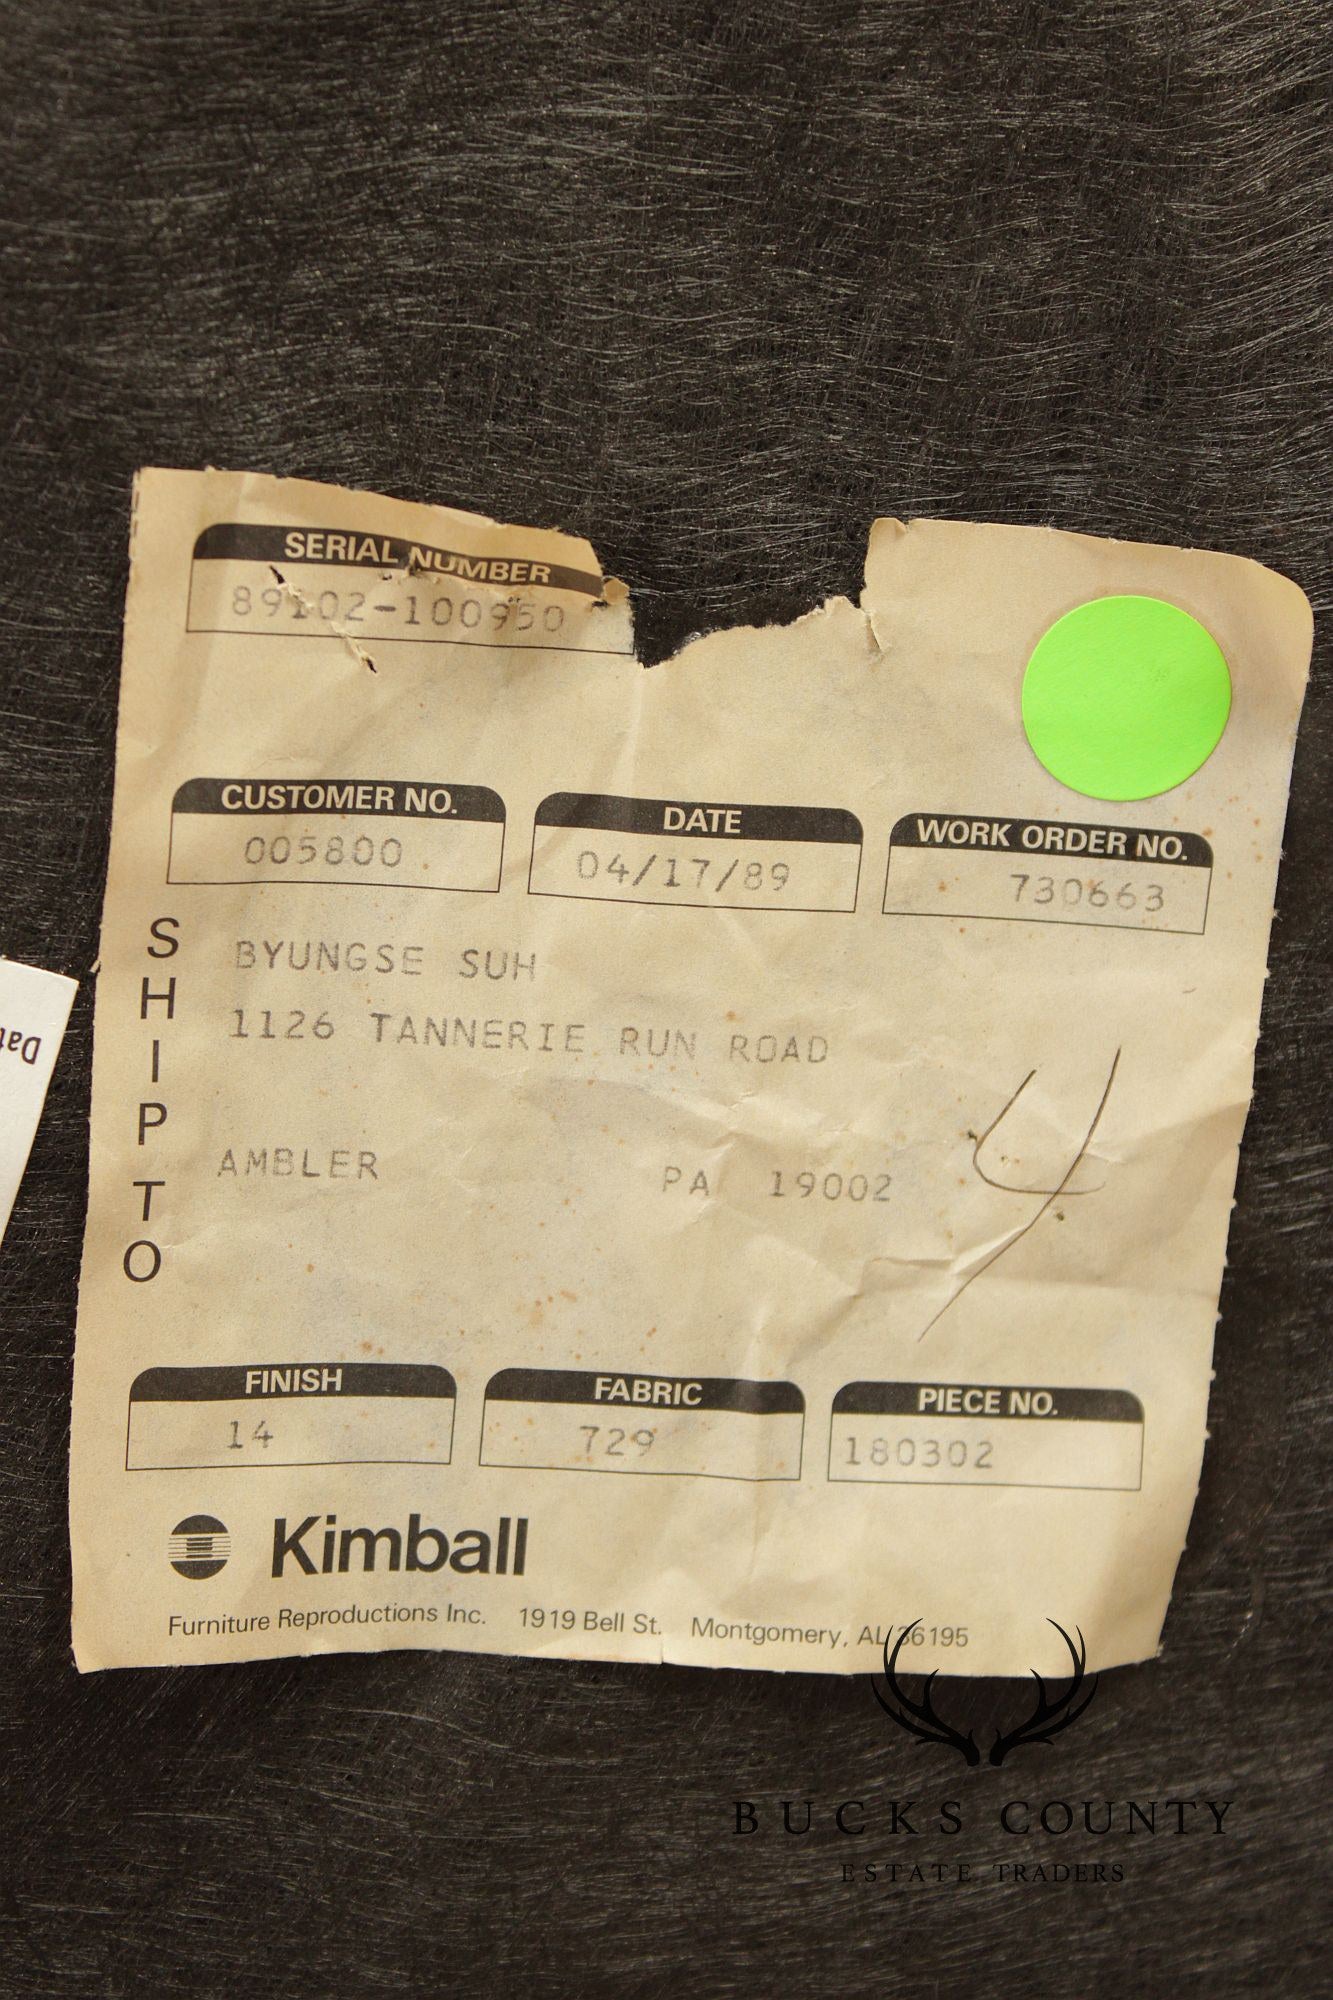 SERIAL NUMBER
89102-100950
CUSTOMER NO. DATE WORK ORDER NO.
005800 04/17/89 730663
SHIP TO
BYUNGSE SUH
1126 TANNERIE RUN ROAD
AMBLER PA 19002
4
FINISH FABRIC PIECE NO.
14 729 180302
Kimball
Furniture Reproductions Inc. 1919 Bell St. Montgomery, AL 36195
Dat
BUCKS COUNTY
ESTATE TRADERS